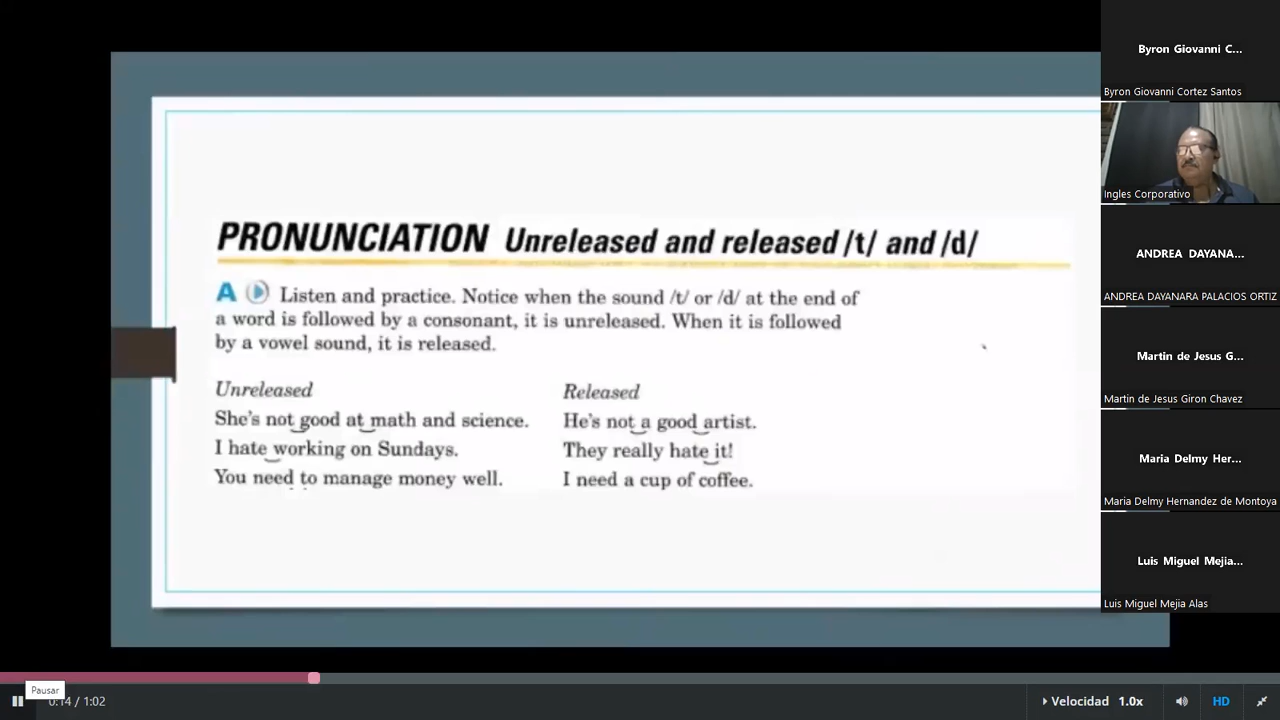 PRONUNCIATION Unreleased and released /t/ and /d/
A Listen and practice. Notice when the sound /t/ or /d/ at the end of
a word is followed by a consonant, it is unreleased. When it is followed
by a vowel sound, it is released.
Unreleased
She's not good at math and science.
I hate working on Sundays.
You need to manage money well.
Released
He's not a good artist.
They really hate it!
I need a cup of coffee.
Byron Giovanni C...
Byron Giovanni Cortez Santos
Ingles Corporativo
ANDREA DAYANA...
ANDREA DAYANARA PALACIOS ORTIZ
Martin de Jesus G...
Martin de Jesus Giron Chavez
Maria Delmy Her...
Maria Delmy Hernandez de Montoya
Luis Miguel Mejia...
Luis Miguel Mejia Alas
Pausar
0:14 / 1:02
Velocidad 1.0x
HD